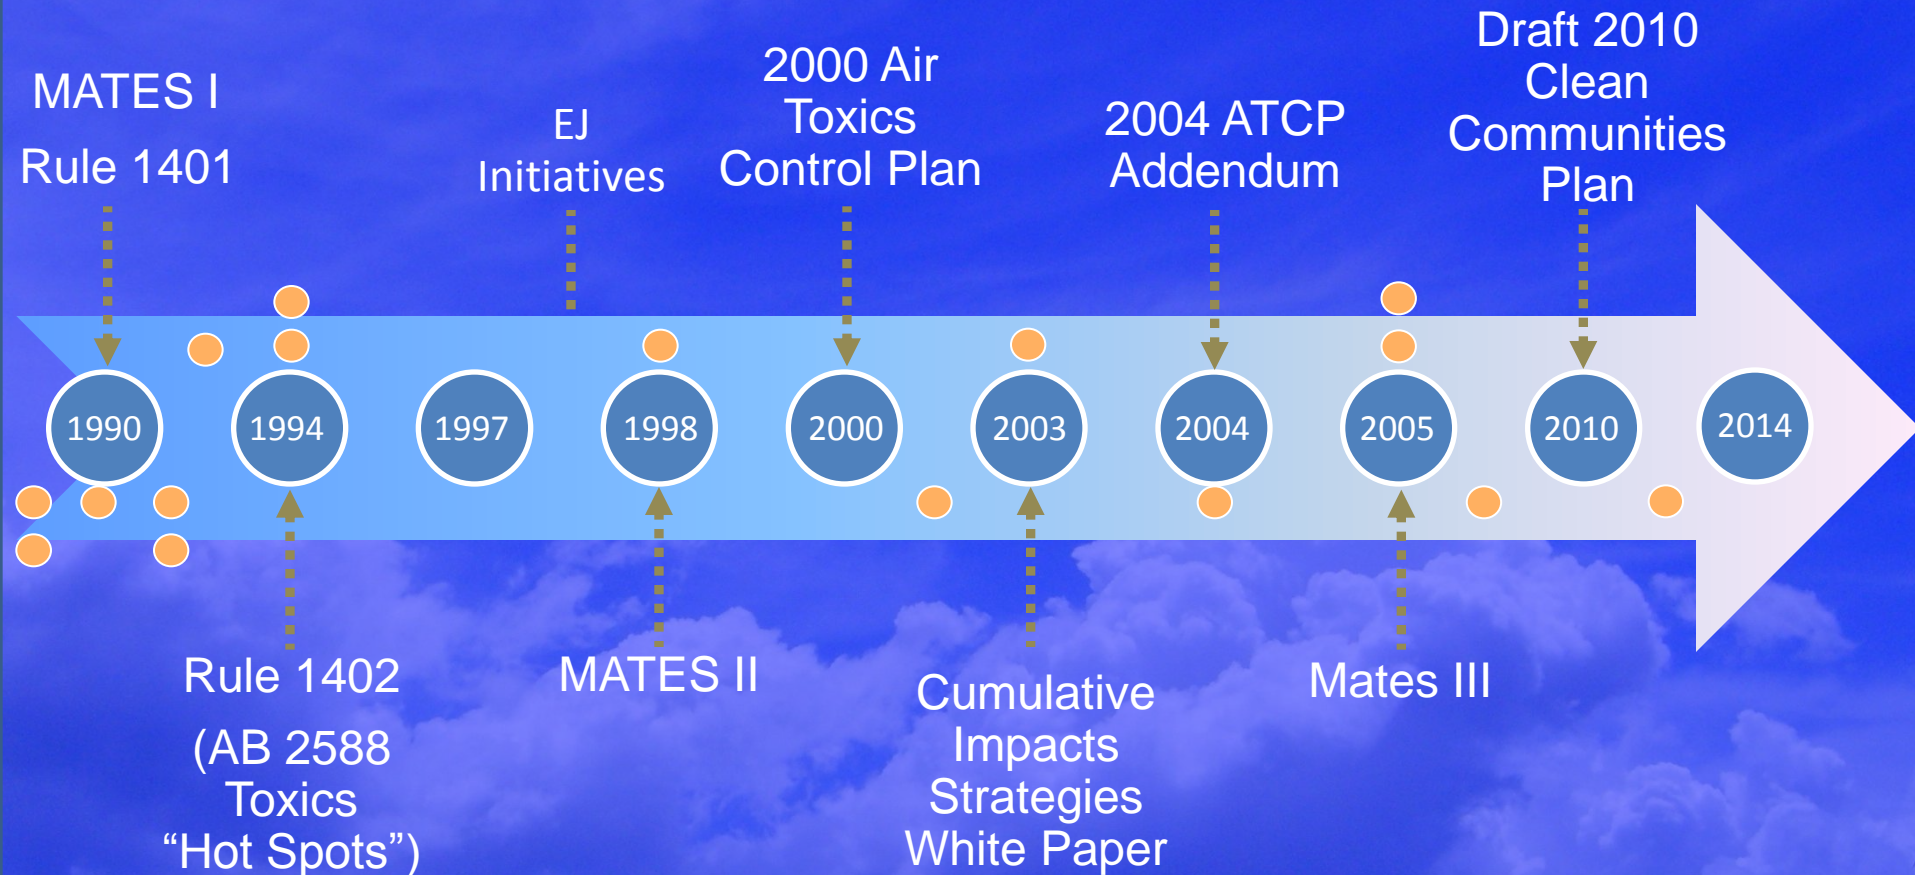 MATES I
Rule 1401
EJ
Initiatives
2000 Air
Toxics
Control Plan
2004 ATCP
Addendum
Draft 2010
Clean
Communities
Plan
1990
1994
1997
1998
2000
2003
2004
2005
2010
2014
Rule 1402
(AB 2588
Toxics
“Hot Spots”)
MATES II
Cumulative
Impacts
Strategies
White Paper
Mates III